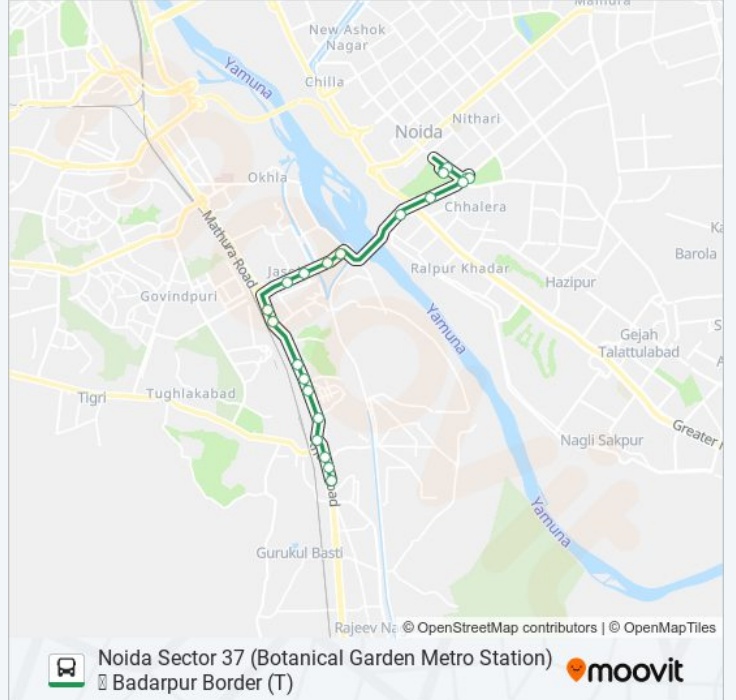 Mamura
New Ashok
Nagar
Yamuna
Chilla
Nithari
Noida
Okhla
Chhalera
Mathura Road
Ralpur Khadar
Barola
Hazipur
Govindpuri
Yamuna
Gejah
Talattulabad
Tigri
Tughlakabad
Greater
Nagli Sakpur
Yamuna
Gurukul Basti
Rajeev
© OpenStreetMap contributors | © OpenMapTiles
Noida Sector 37 (Botanical Garden Metro Station)
Badarpur Border (T)
moovit